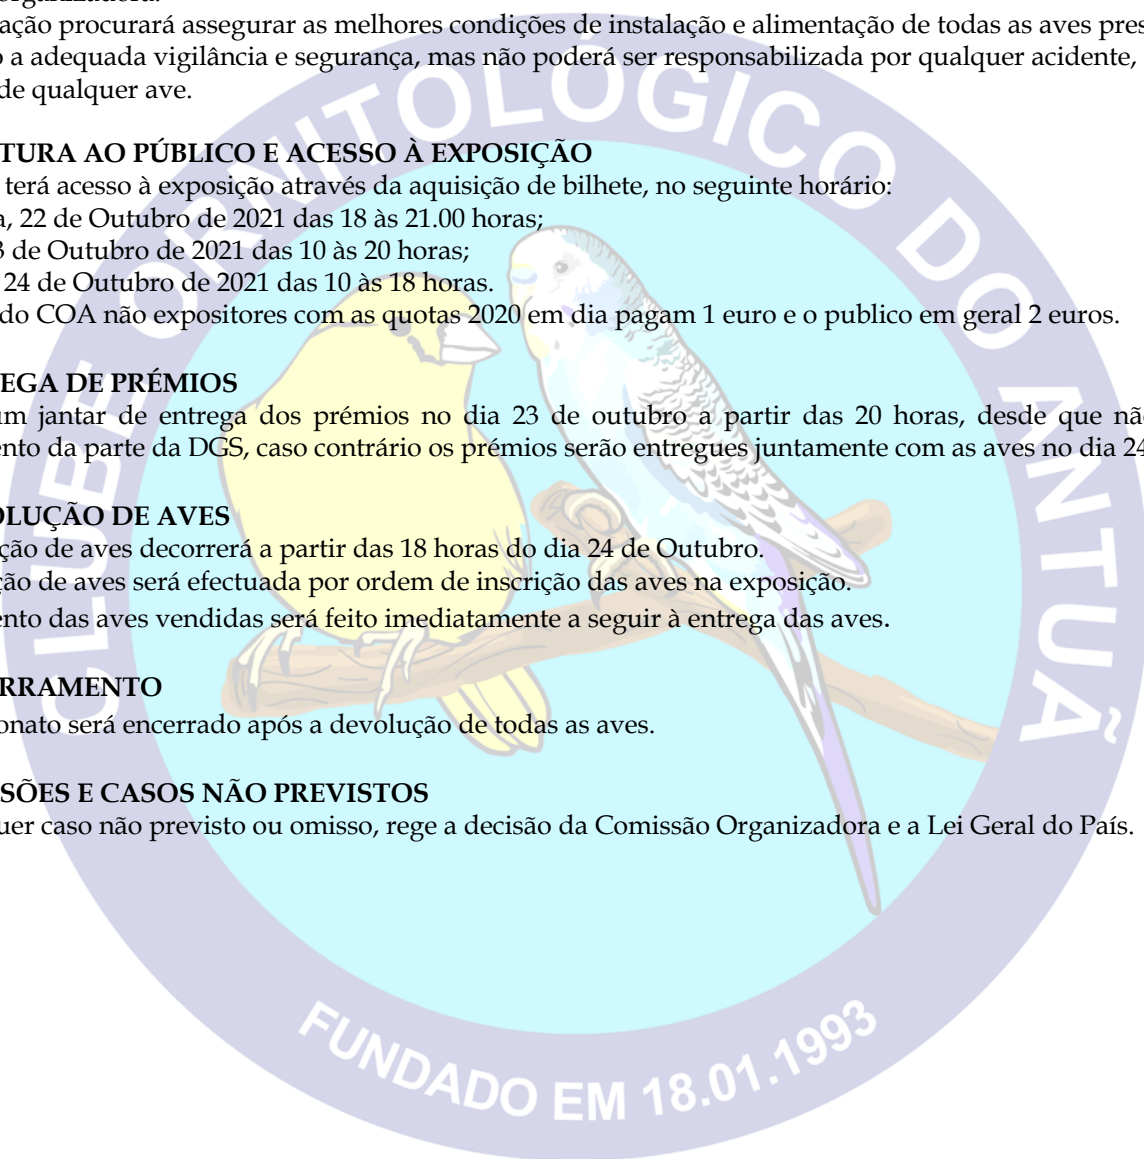 organizadora.
ação procurará assegurar as melhores condições de instalação e alimentação de todas as aves pres
o a adequada vigilância e segurança, mas não poderá ser responsabilizada por qualquer acidente,
de qualquer ave.
TURA AO PÚBLICO E ACESSO À EXPOSIÇÃO
terá acesso à exposição através da aquisição de bilhete, no seguinte horário:
a, 22 de Outubro de 2021 das 18 às 21.00 horas;
3 de Outubro de 2021 das 10 às 20 horas;
24 de Outubro de 2021 das 10 às 18 horas.
do COA não expositores com as quotas 2020 em dia pagam 1 euro e o publico em geral 2 euros.
EGA DE PRÉMIOS
um jantar de entrega dos prémios no dia 23 de outubro a partir das 20 horas, desde que não
ento da parte da DGS, caso contrário os prémios serão entregues juntamente com as aves no dia 24
OLUÇÃO DE AVES
ção de aves decorrerá a partir das 18 horas do dia 24 de Outubro.
ção de aves será efectuada por ordem de inscrição das aves na exposição.
ento das aves vendidas será feito imediatamente a seguir à entrega das aves.
RRAMENTO
onato será encerrado após a devolução de todas as aves.
SÕES E CASOS NÃO PREVISTOS
uer caso não previsto ou omisso, rege a decisão da Comissão Organizadora e a Lei Geral do País.
CLUBE ORNITOLÓGICO DO ANTUÃ
FUNDADO EM 18.01.1993